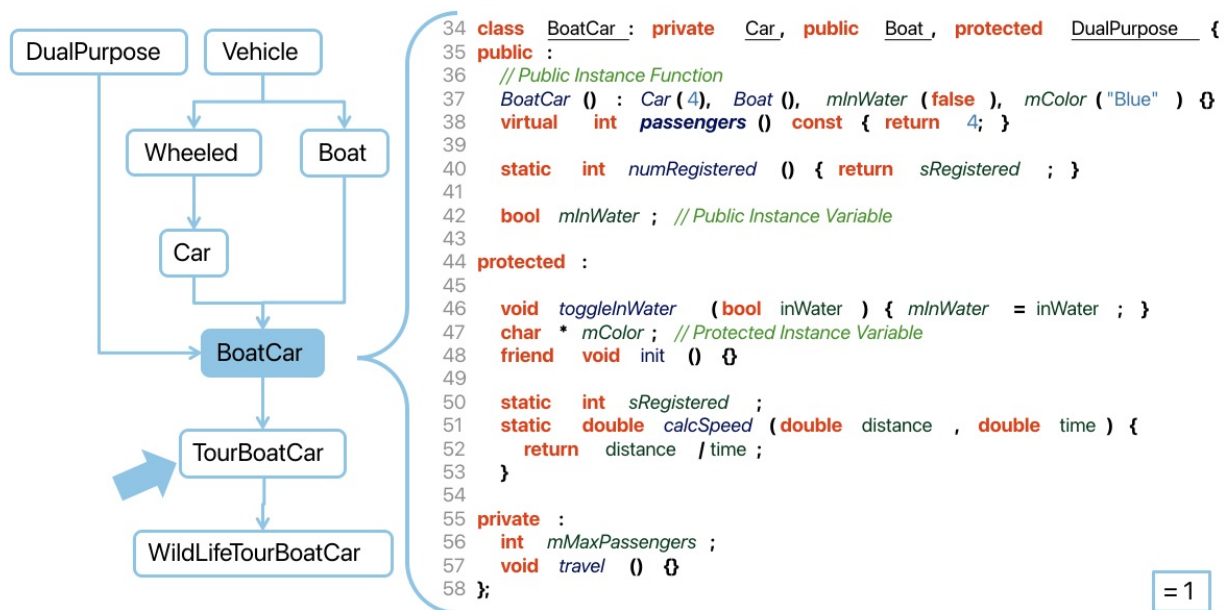 DualPurpose
Vehicle
Wheeled
Boat
Car
BoatCar
TourBoatCar
WildLifeTourBoatCar
34 class BoatCar : private Car , public Boat , protected DualPurpose {
35 public :
36 // Public Instance Function
37 BoatCar () : Car ( 4), Boat (), mInWater ( false ), mColor ( "Blue" ) {}
38 virtual int passengers () const { return 4; }
39
40 static int numRegistered () { return sRegistered ; }
41
42 bool mInWater ; // Public Instance Variable
43
44 protected :
45
46 void toggleInWater ( bool inWater ) { mInWater = inWater ; }
47 char * mColor ; // Protected Instance Variable
48 friend void init () {}
49
50 static int sRegistered ;
51 static double calcSpeed ( double distance , double time ) {
52 return distance / time ;
53 }
54
55 private :
56 int mMaxPassengers ;
57 void travel () {}
58 };
= 1